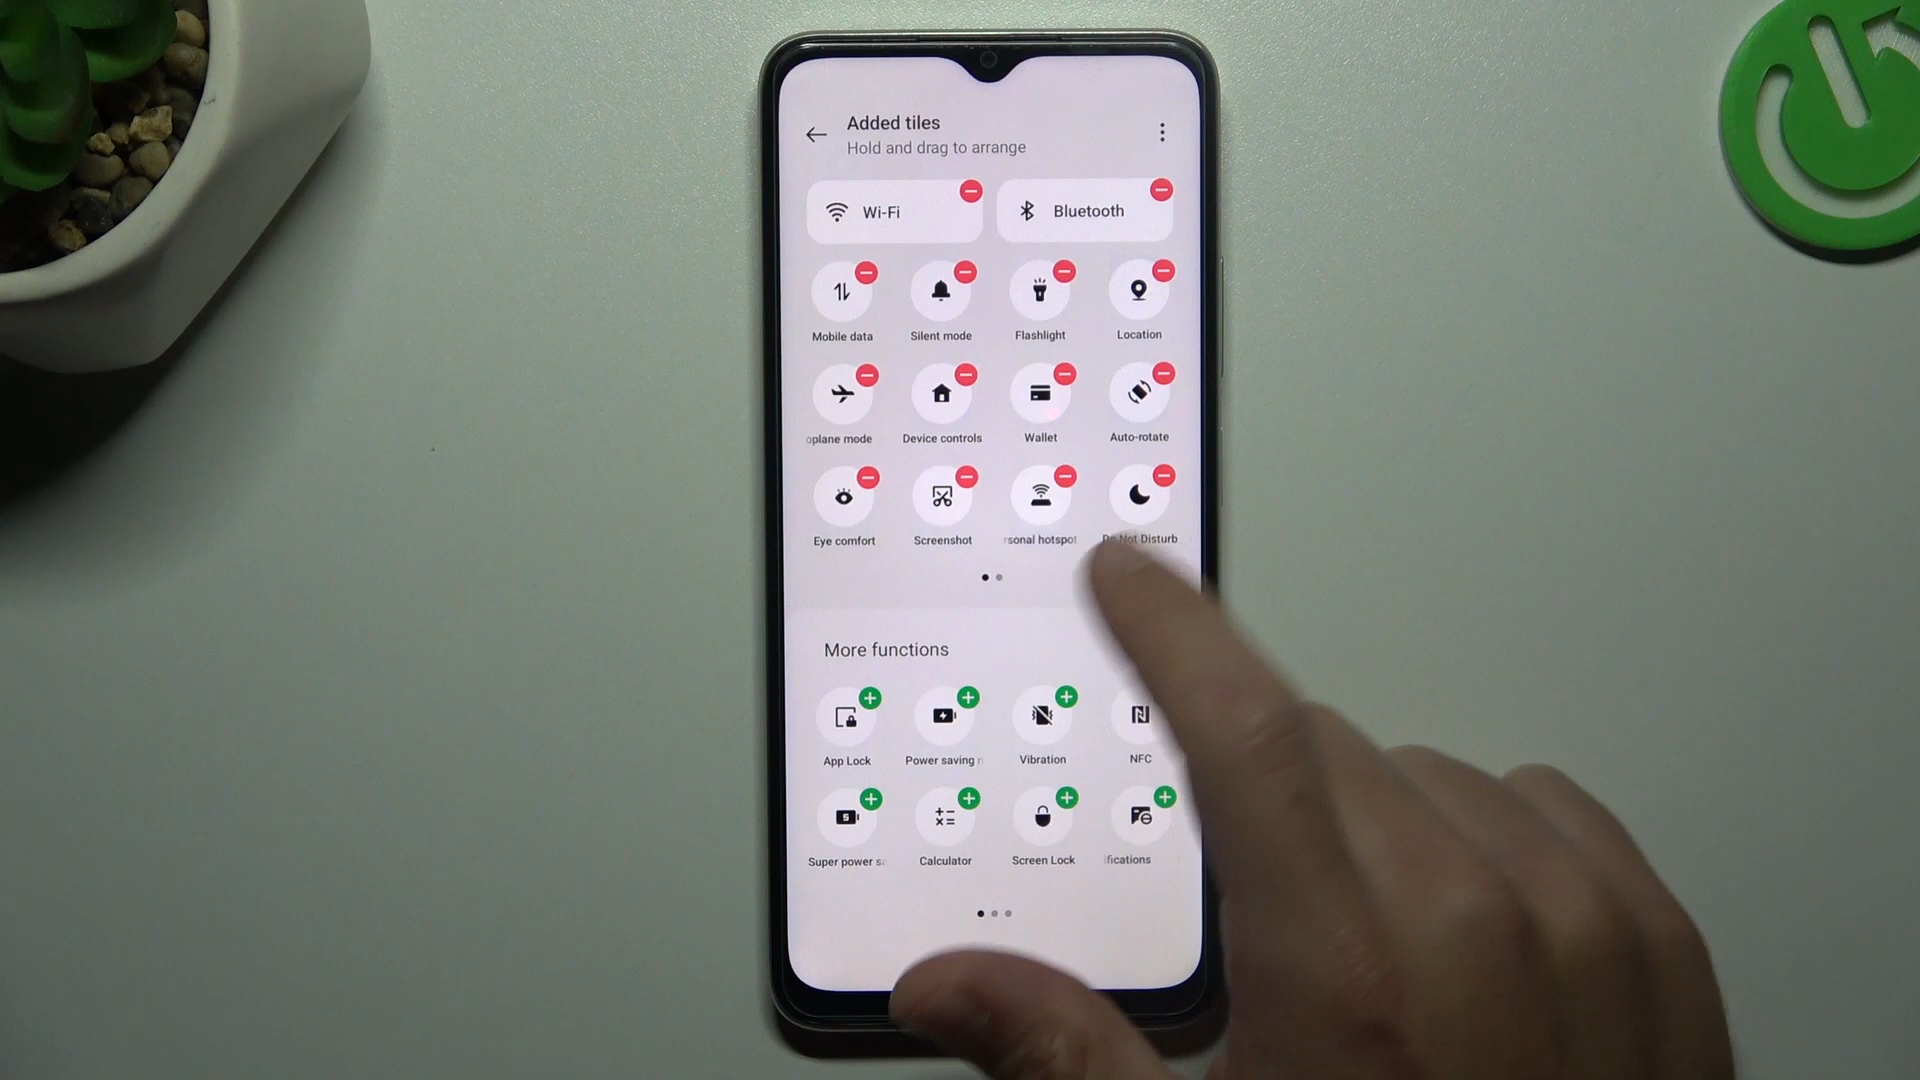 Added tiles
Hold and drag to arrange
Wi-Fi
Bluetooth
Mobile data
Silent mode
Flashlight
Location
oplane mode
Device controls
Wallet
Auto-rotate
Eye comfort
Screenshot
rsonal hotspot
Do Not Disturb
More functions
App Lock
Power saving
Vibration
NFC
Super power s
Calculator
Screen Lock
ifications